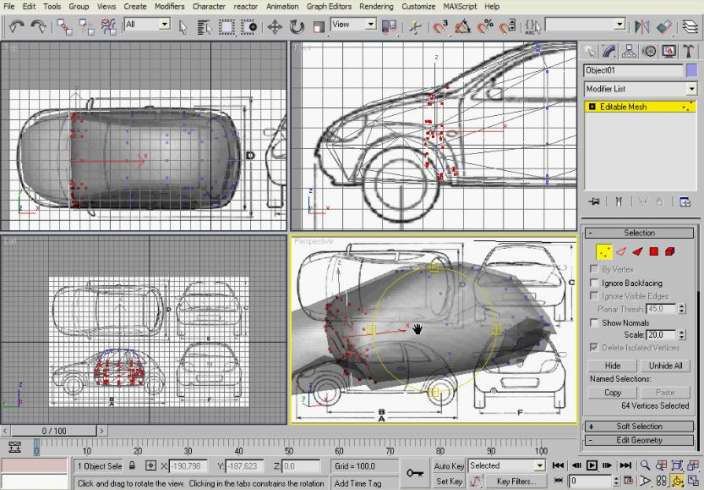 File Edit Tools Group Views Create Modifiers Character reactor Animation Graph Editors Rendering Customize MAXScript Help
All
View
Object01
Modifier List
Editable Mesh
Perspective
Selection
By Vertex
Ignore Backfacing
Ignore Visible Edges
Planar Thresh: 45.0
Show Normals
Scale: 20.0
Delete Isolated Vertices
Hide Unhide All
Named Selections:
Copy Paste
64 Vertices Selected
Soft Selection
Edit Geometry
D
C
E
B
A
F
0 / 100
0 10 20 30 40 50 60 70 80 90 100
1 Object Sele X: -190,798 Y: -187,623 Z: 0,0 Grid = 100,0
Auto Key Selected
Click and drag to rotate the view. Clicking in the tabs constrains the rotation
Add Time Tag
Set Key Key Filters... 0